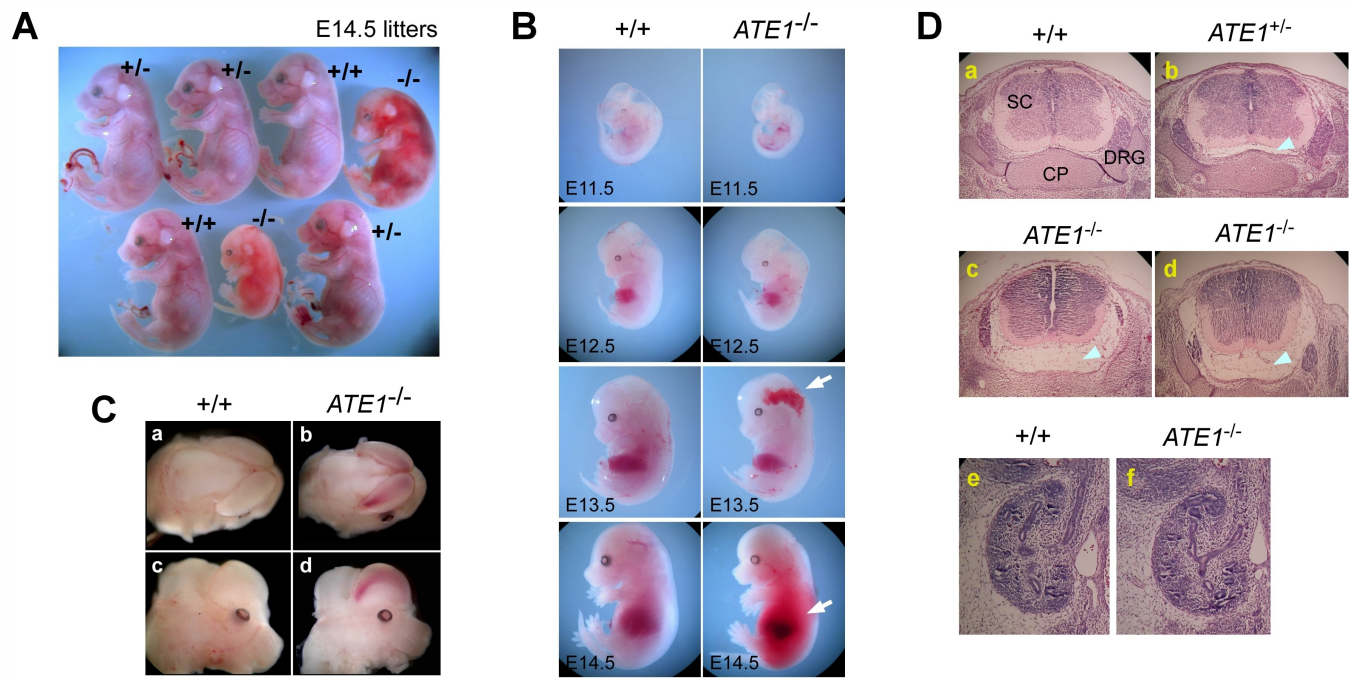 A
E14.5 litters
+/-
+/-
+/+
-/-
+/+
-/-
+/-
B
+/+
ATE1-/-
E11.5
E11.5
E12.5
E12.5
E13.5
E13.5
E14.5
E14.5
C
+/+
ATE1-/-
a
b
c
d
D
+/+
ATE1+/-
a
SC
CP
DRG
b
ATE1-/-
ATE1-/-
c
d
+/+
ATE1-/-
e
f